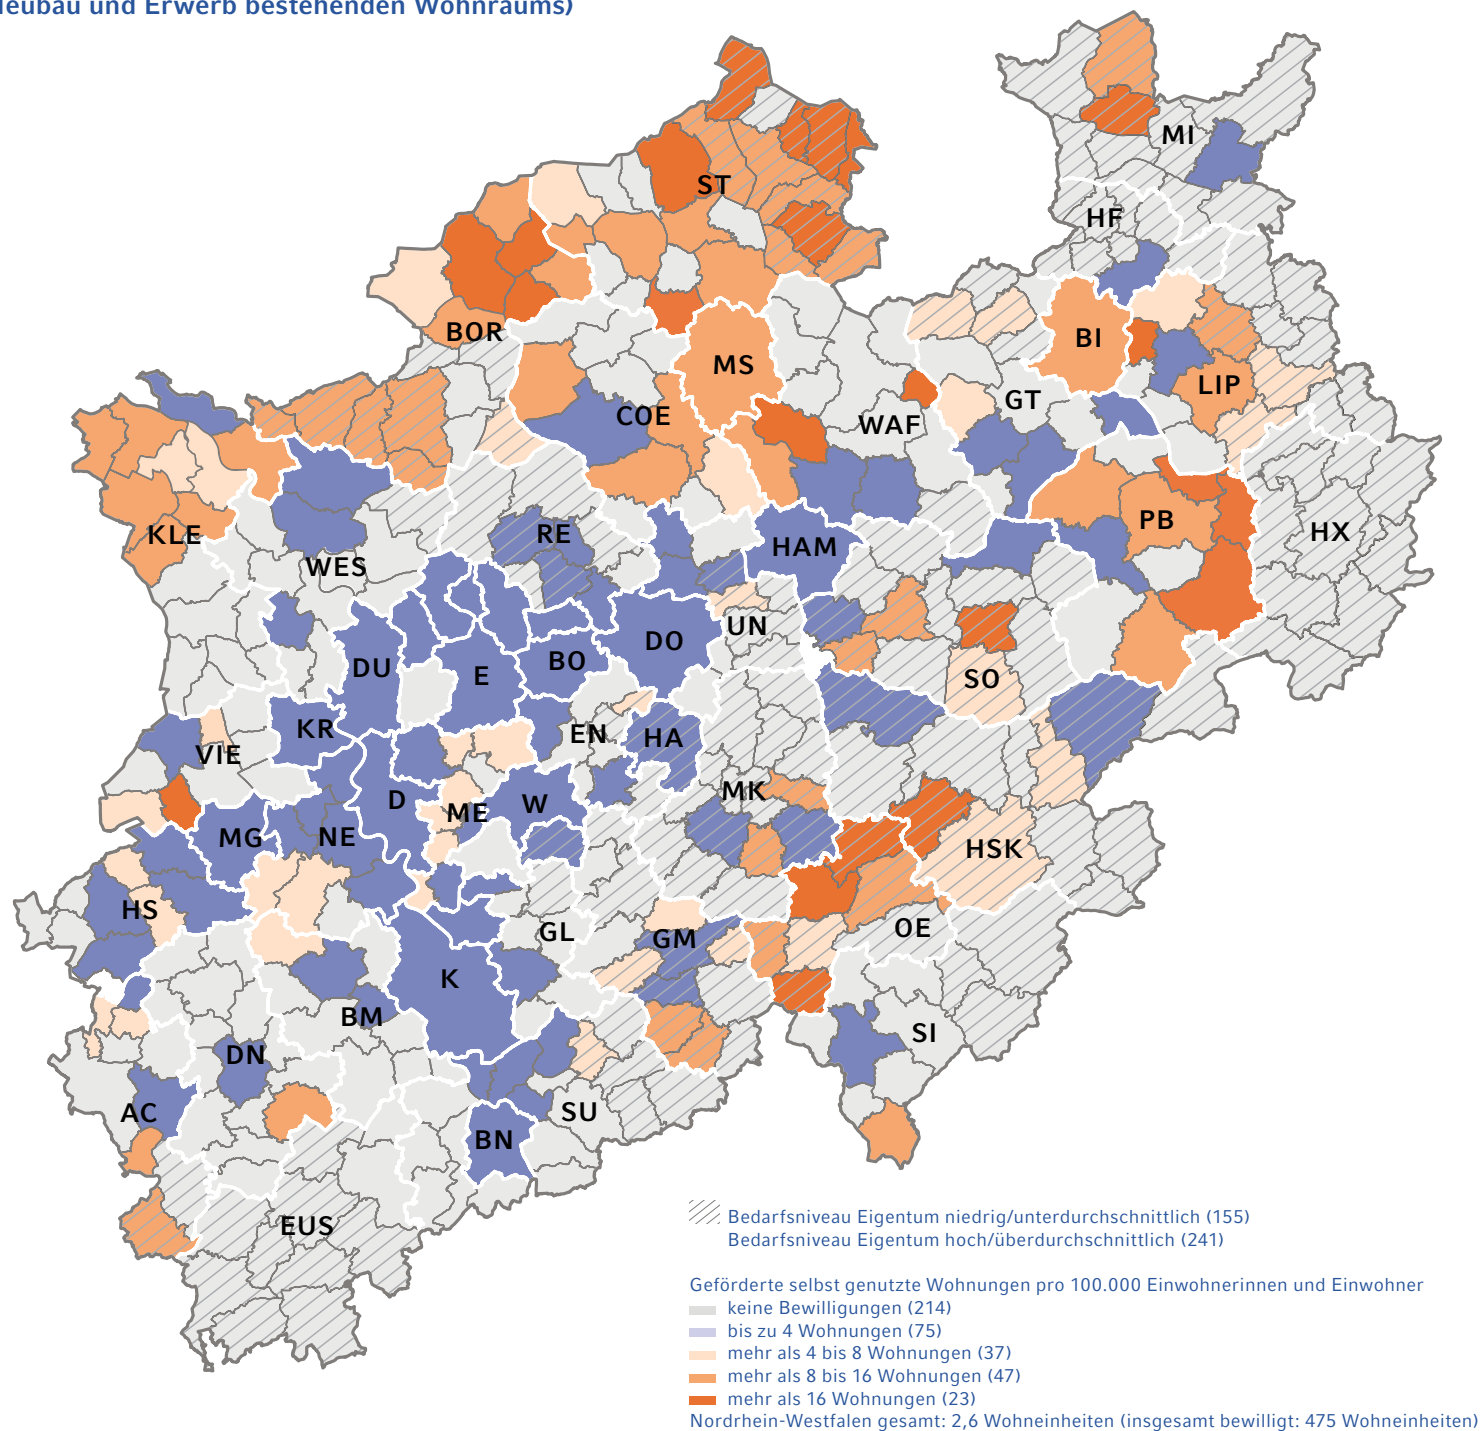 leubau und Erwerb bestehenden Wohnraums)
MI
ST
HF
BOR
BI
MS
LIP
GT
COE
WAF
PB
KLE
RE
HX
HAM
WES
UN
DO
BO
DU
E
SO
KR
EN
HA
VIE
MK
D
W
ME
MG
NE
HSK
HS
OE
GL
GM
K
BM
SI
DN
AC
SU
BN
EUS
Bedarfsniveau Eigentum niedrig/unterdurchschnittlich (155)
Bedarfsniveau Eigentum hoch/überdurchschnittlich (241)
Geförderte selbst genutzte Wohnungen pro 100.000 Einwohnerinnen und Einwohner
keine Bewilligungen (214)
bis zu 4 Wohnungen (75)
mehr als 4 bis 8 Wohnungen (37)
mehr als 8 bis 16 Wohnungen (47)
mehr als 16 Wohnungen (23)
Nordrhein-Westfalen gesamt: 2,6 Wohneinheiten (insgesamt bewilligt: 475 Wohneinheiten)